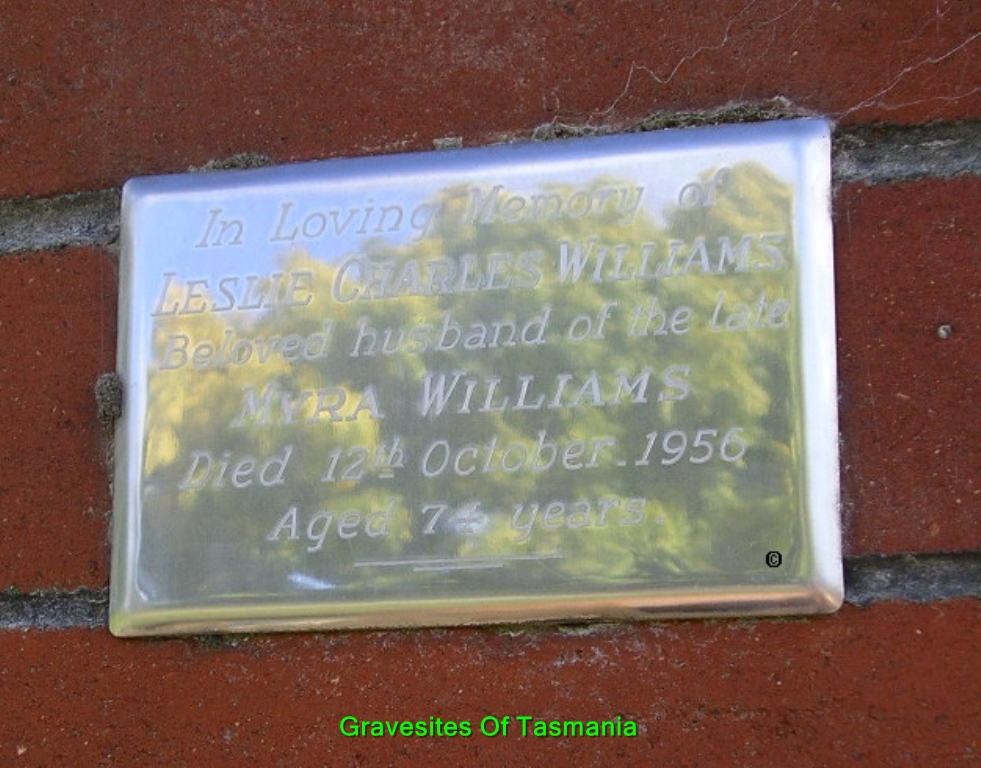 In Loving Memory of
LESLIE CHARLES WILLIAMS
Beloved husband of the late
MYRA WILLIAMS
Died 12th October.1956
Aged 74 years.
©
Gravesites Of Tasmania